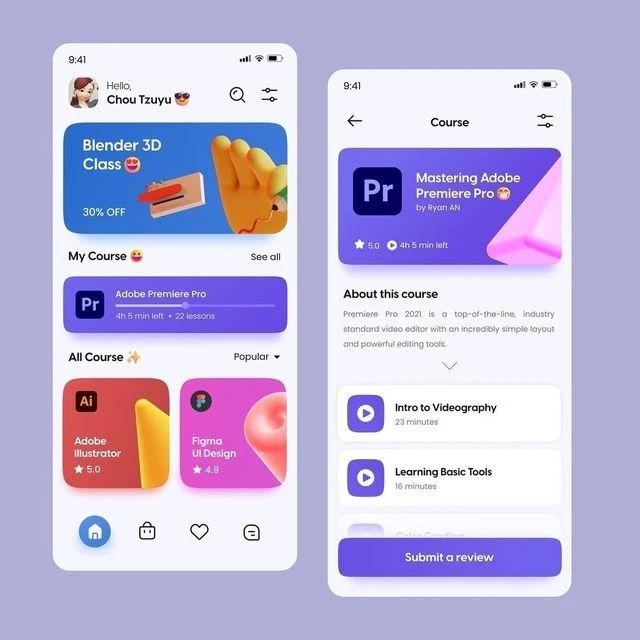 9:41
Hello,
Chou Tzuyu 😎
Blender 3D
Class 😍
30% OFF
My Course 😆
See all
Pr
Adobe Premiere Pro
4h 5 min left • 22 lessons
All Course ✨
Popular
Ai
Adobe
Illustrator
5.0
Figma
UI Design
4.9
9:41
Course
Pr
Mastering Adobe
Premiere Pro 😁
by Ryan AN
5.0
4h 5 min left
About this course
Premiere Pro 2021 is a top-of-the-line, industry
standard video editor with an incredibly simple layout
and powerful editing tools.
Intro to Videography
23 minutes
Learning Basic Tools
16 minutes
Color Grading
Submit a review